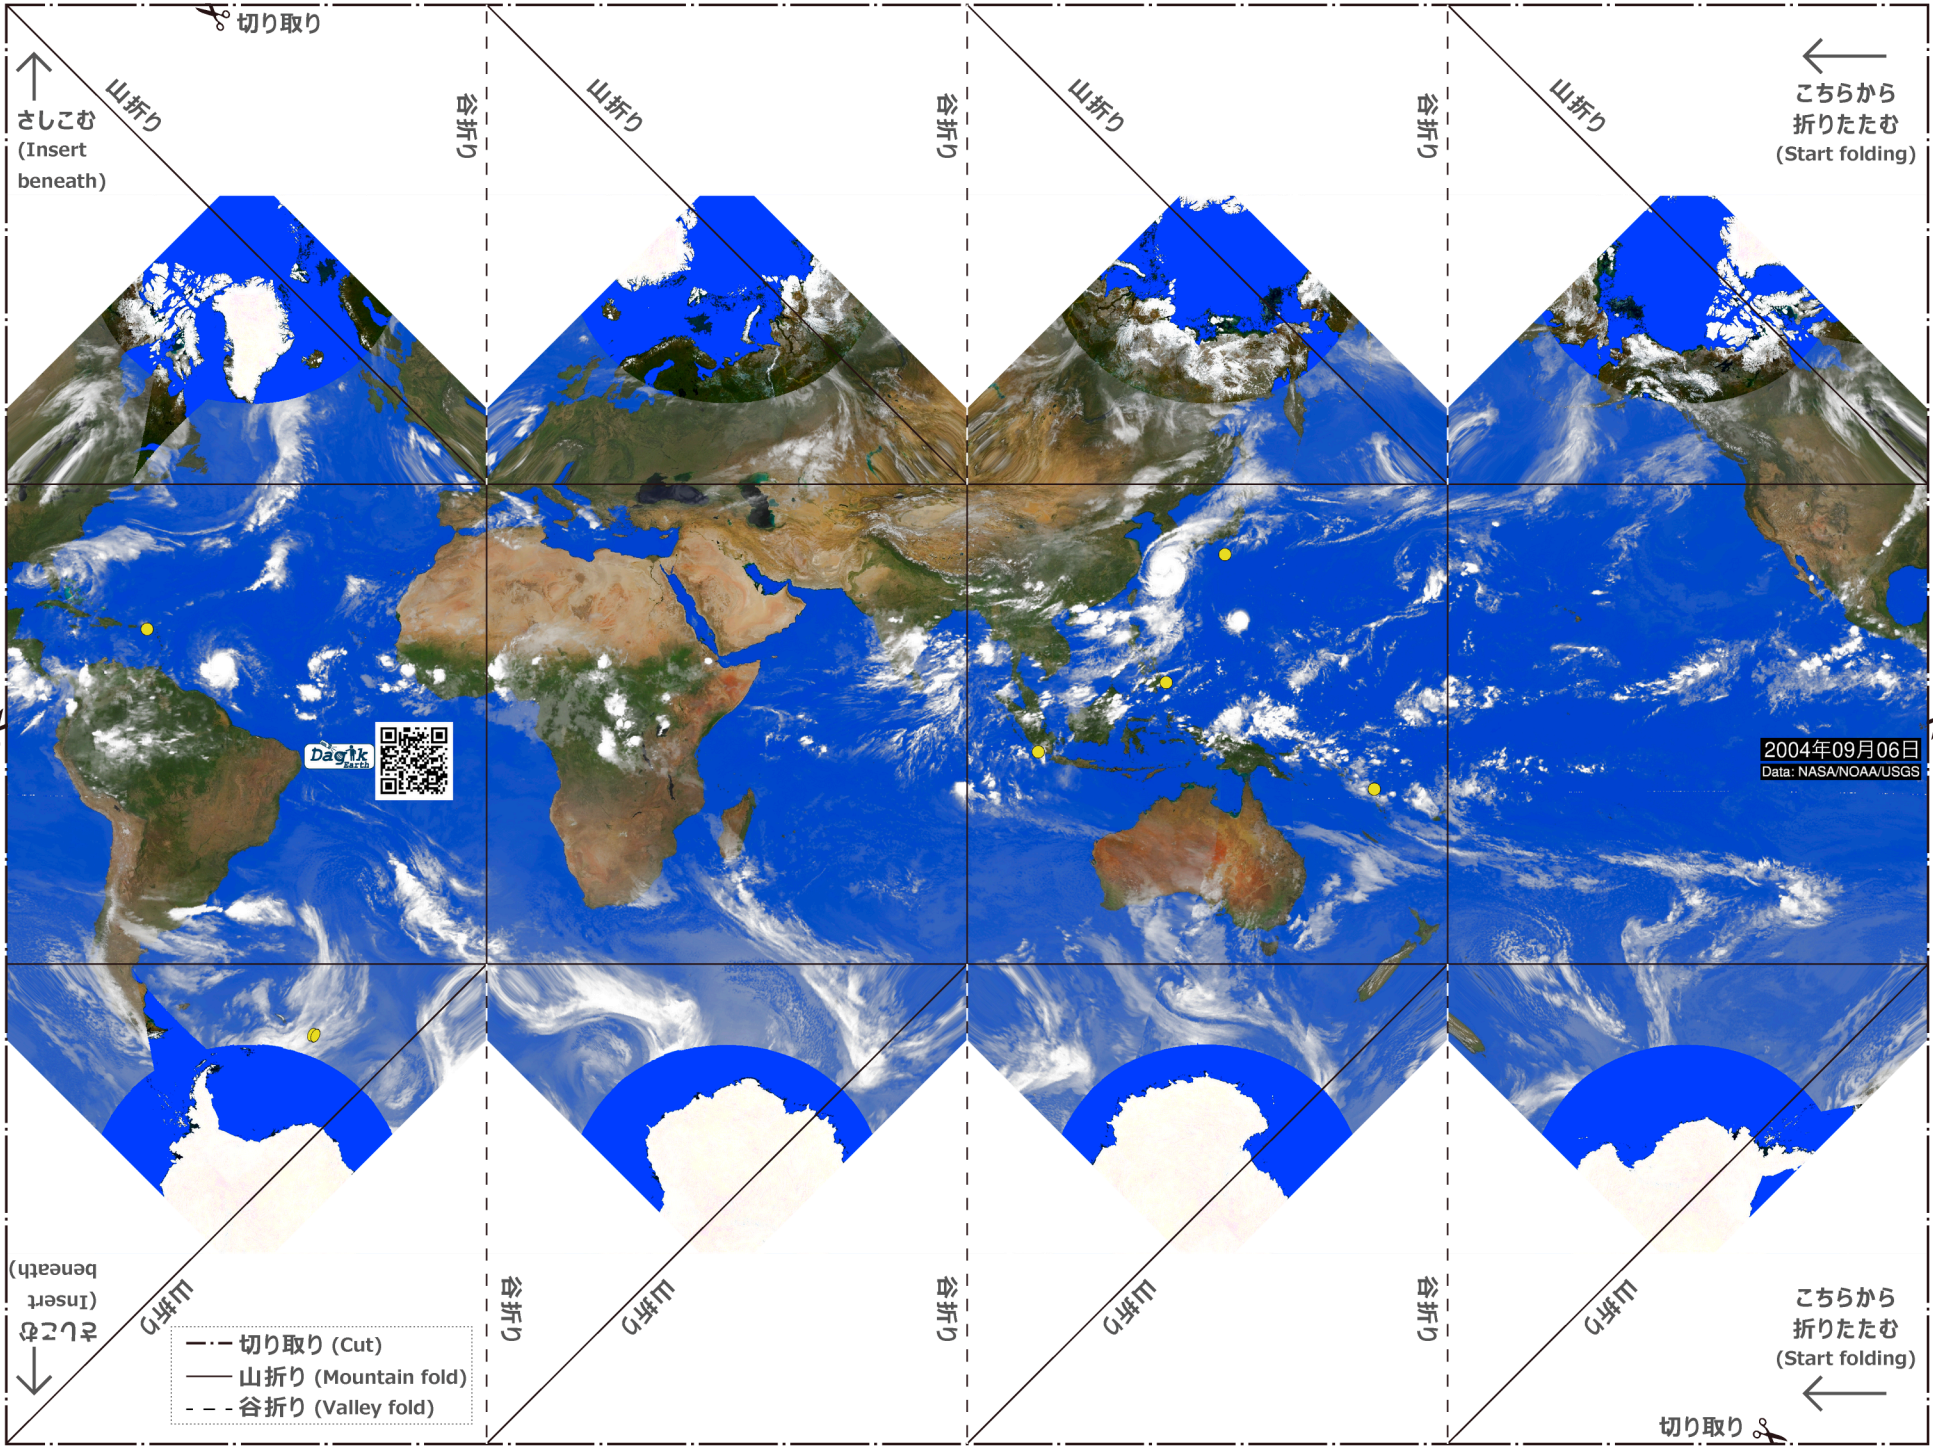 切り取り
山折り
谷折り
山折り
谷折り
山折り
谷折り
山折り
さしこむ
(Insert
beneath)
こちらから
折りたたむ
(Start folding)
Dagik
Earth
2004年09月06日
Data: NASA/NOAA/USGS
さしこむ
(Insert
beneath)
山折り
谷折り
山折り
谷折り
山折り
谷折り
山折り
こちらから
折りたたむ
(Start folding)
切り取り (Cut)
山折り (Mountain fold)
谷折り (Valley fold)
切り取り